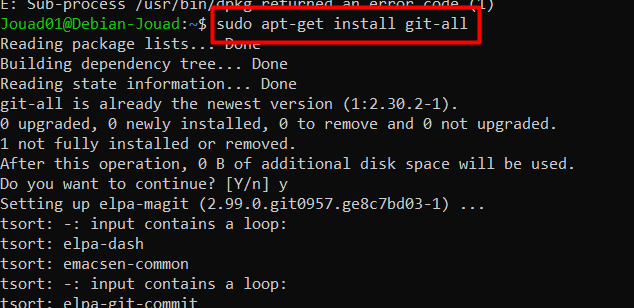 E: Sub-process /usr/bin/dpkg returned an error code (1)
Jouad01@Debian-Jouad:~$ sudo apt-get install git-all
Reading package lists... Done
Building dependency tree... Done
Reading state information... Done
git-all is already the newest version (1:2.30.2-1).
0 upgraded, 0 newly installed, 0 to remove and 0 not upgraded.
1 not fully installed or removed.
After this operation, 0 B of additional disk space will be used.
Do you want to continue? [Y/n] y
Setting up elpa-magit (2.99.0.git0957.ge8c7bd03-1) ...
tsort: -: input contains a loop:
tsort: elpa-dash
tsort: emacsen-common
tsort: -: input contains a loop:
tsort: elpa-git-commit